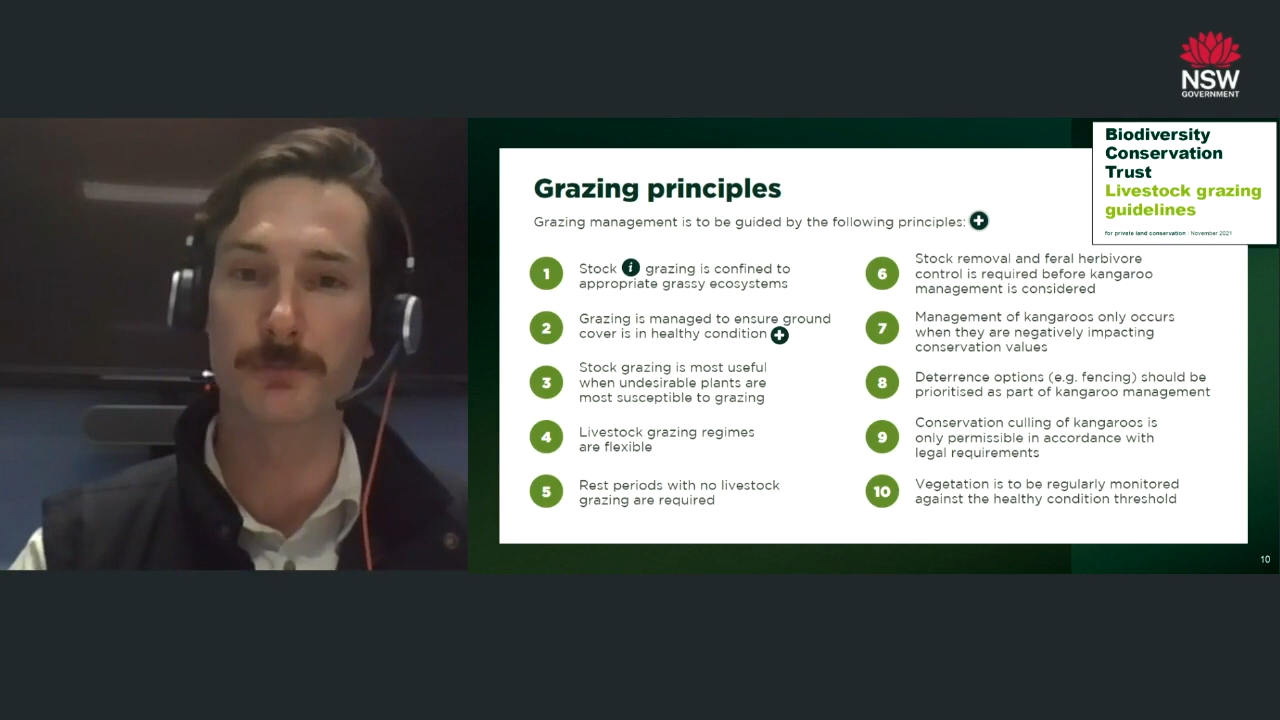 NSW
GOVERNMENT
Biodiversity
Conservation
Trust
Livestock grazing
guidelines
for private land conservation | November 2021
Grazing principles
Grazing management is to be guided by the following principles:
1
Stock i grazing is confined to
appropriate grassy ecosystems
2
Grazing is managed to ensure ground
cover is in healthy condition
3
Stock grazing is most useful
when undesirable plants are
most susceptible to grazing
4
Livestock grazing regimes
are flexible
5
Rest periods with no livestock
grazing are required
6
Stock removal and feral herbivore
control is required before kangaroo
management is considered
7
Management of kangaroos only occurs
when they are negatively impacting
conservation values
8
Deterrence options (e.g. fencing) should be
prioritised as part of kangaroo management
9
Conservation culling of kangaroos is
only permissible in accordance with
legal requirements
10
Vegetation is to be regularly monitored
against the healthy condition threshold
10